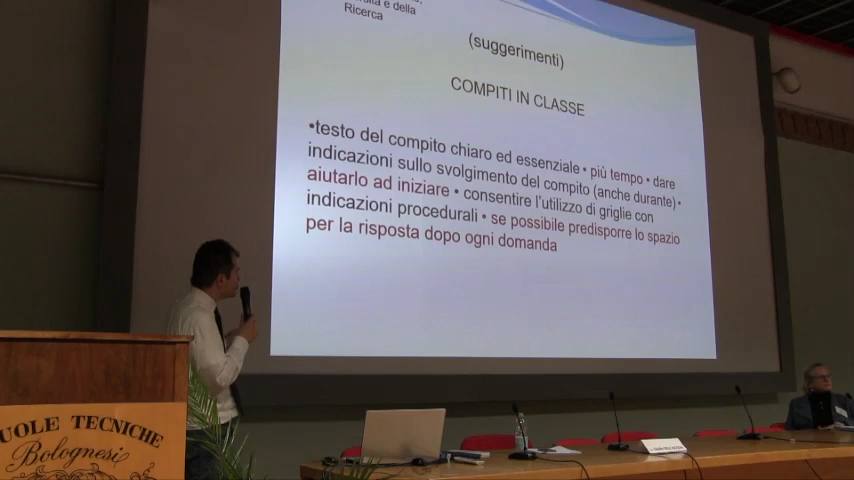 e della
Ricerca
(suggerimenti)
COMPITI IN CLASSE
•testo del compito chiaro ed essenziale • più tempo • dare
indicazioni sullo svolgimento del compito (anche durante) •
aiutarlo ad iniziare • consentire l'utilizzo di griglie con
indicazioni procedurali • se possibile predisporre lo spazio
per la risposta dopo ogni domanda
UOLE TECNICHE
Bolognesi